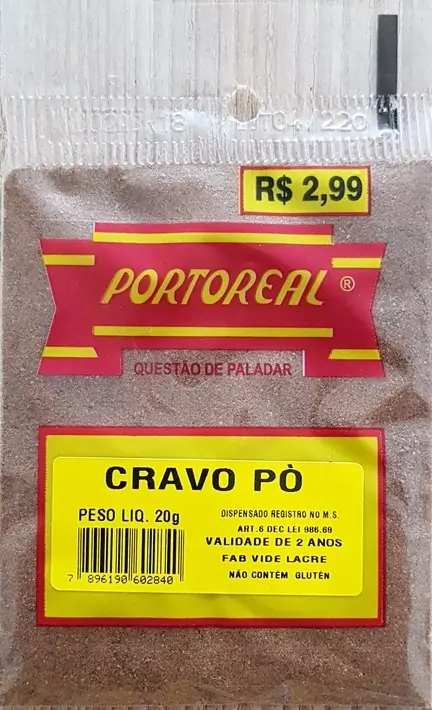 R$ 2,99
PORTOREAL ®
QUESTÃO DE PALADAR
CRAVO PÒ
PESO LIQ. 20g
DISPENSADO REGISTRO NO M.S.
ART.6 DEC LEI 986.69
VALIDADE DE 2 ANOS
FAB VIDE LACRE
NÃO CONTÉM GLUTÉN
7 896190 602840